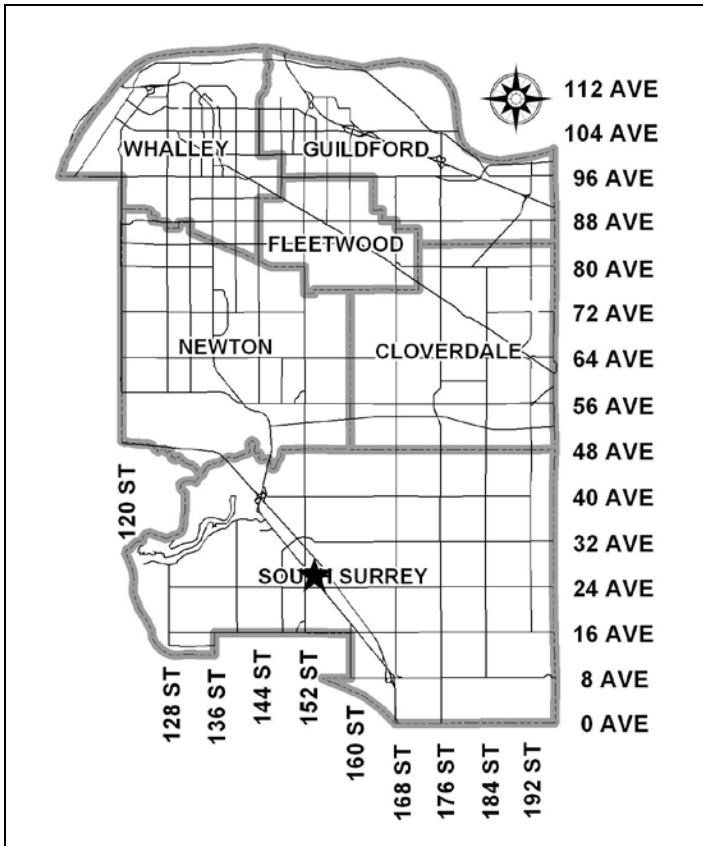 112 AVE
104 AVE
WHALLEY
GUILDFORD
96 AVE
88 AVE
FLEETWOOD
80 AVE
72 AVE
NEWTON
CLOVERDALE
64 AVE
56 AVE
48 AVE
120 ST
40 AVE
32 AVE
SOUTH SURREY
24 AVE
16 AVE
8 AVE
0 AVE
128 ST
136 ST
144 ST
152 ST
160 ST
168 ST
176 ST
184 ST
192 ST